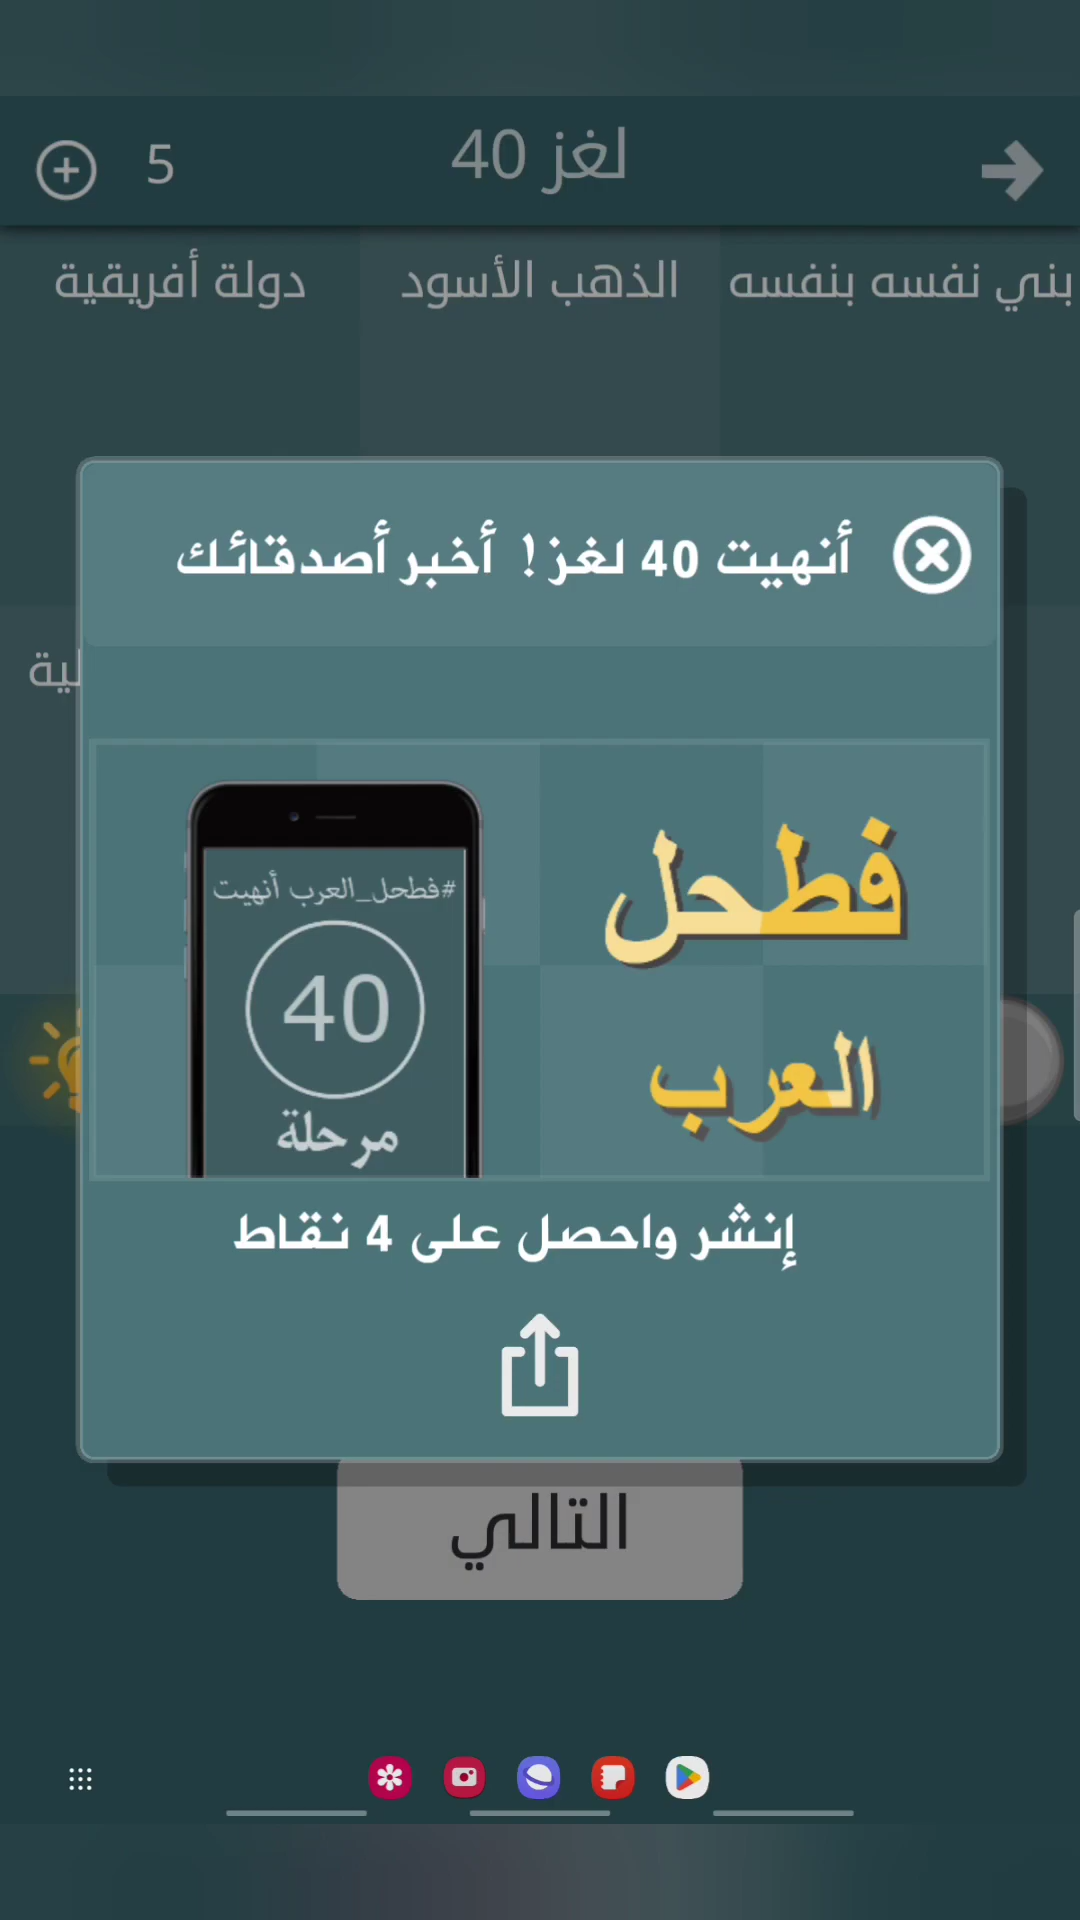 لغز 40
5
بني نفسه بنفسه
الذهب الأسود
دولة أفريقية
أنهيت 40 لغز! أخبر أصدقائك
#فطحل_العرب أنهيت
40
مرحلة
فطحل
العرب
إنشر واحصل على 4 نقاط
التالي